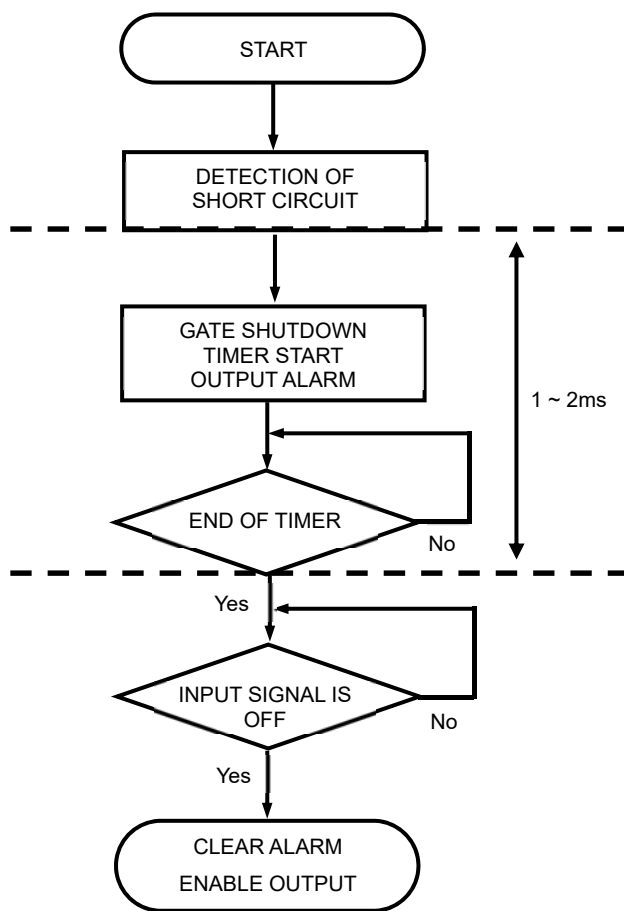 START
DETECTION OF
SHORT CIRCUIT
GATE SHUTDOWN
TIMER START
OUTPUT ALARM
1 ~ 2ms
END OF TIMER
No
Yes
INPUT SIGNAL IS
OFF
No
Yes
CLEAR ALARM
ENABLE OUTPUT